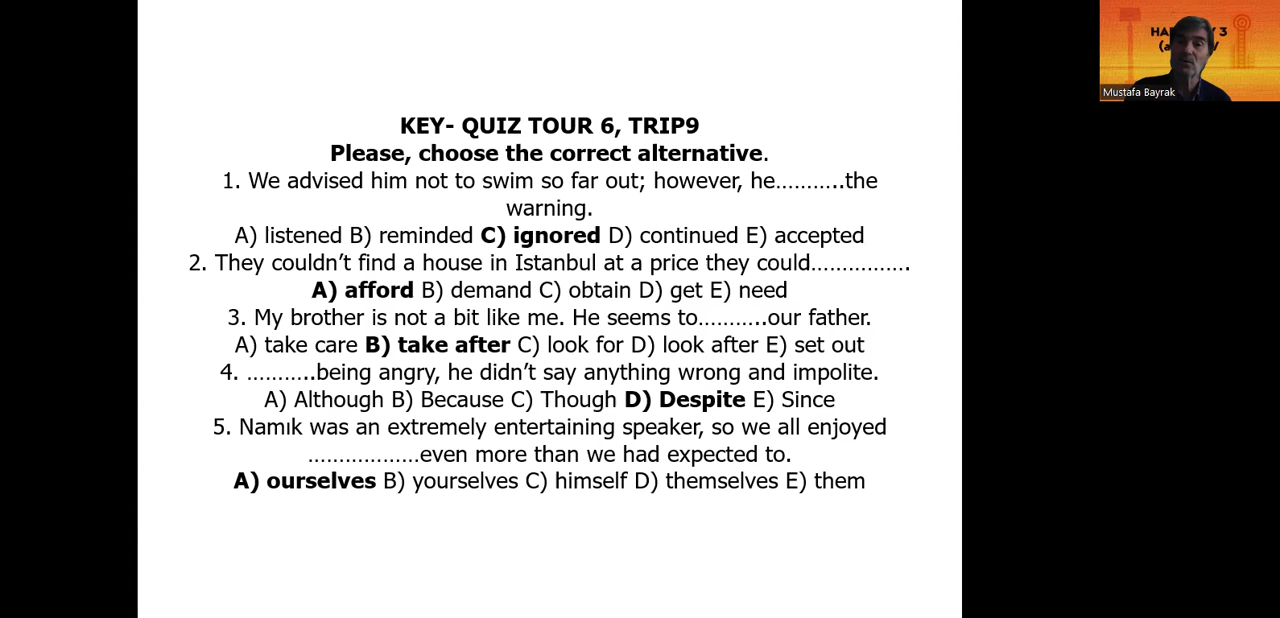 KEY- QUIZ TOUR 6, TRIP9
Please, choose the correct alternative.
1. We advised him not to swim so far out; however, he………..the
warning.
A) listened B) reminded C) ignored D) continued E) accepted
2. They couldn’t find a house in Istanbul at a price they could…………….
A) afford B) demand C) obtain D) get E) need
3. My brother is not a bit like me. He seems to………..our father.
A) take care B) take after C) look for D) look after E) set out
4. ………..being angry, he didn’t say anything wrong and impolite.
A) Although B) Because C) Though D) Despite E) Since
5. Namık was an extremely entertaining speaker, so we all enjoyed
………………even more than we had expected to.
A) ourselves B) yourselves C) himself D) themselves E) them
3
Mustafa Bayrak